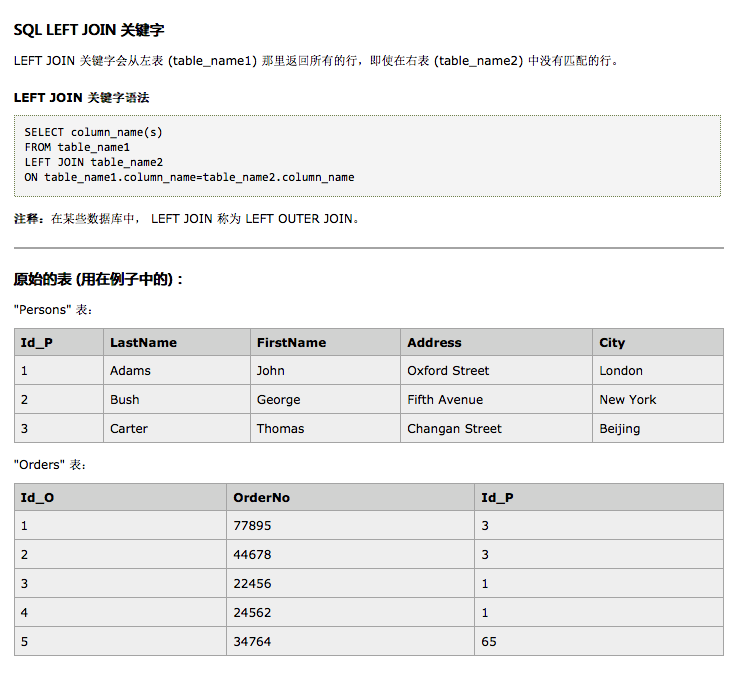 SQL LEFT JOIN 关键字
LEFT JOIN 关键字会从左表 (table_name1) 那里返回所有的行，即使在右表 (table_name2) 中没有匹配的行。
LEFT JOIN 关键字语法
SELECT column_name(s)
FROM table_name1
LEFT JOIN table_name2
ON table_name1.column_name=table_name2.column_name
注释：在某些数据库中， LEFT JOIN 称为 LEFT OUTER JOIN。
原始的表 (用在例子中的)：
"Persons" 表：
Id_P LastName FirstName Address City
1 Adams John Oxford Street London
2 Bush George Fifth Avenue New York
3 Carter Thomas Changan Street Beijing
"Orders" 表：
Id_O OrderNo Id_P
1 77895 3
2 44678 3
3 22456 1
4 24562 1
5 34764 65